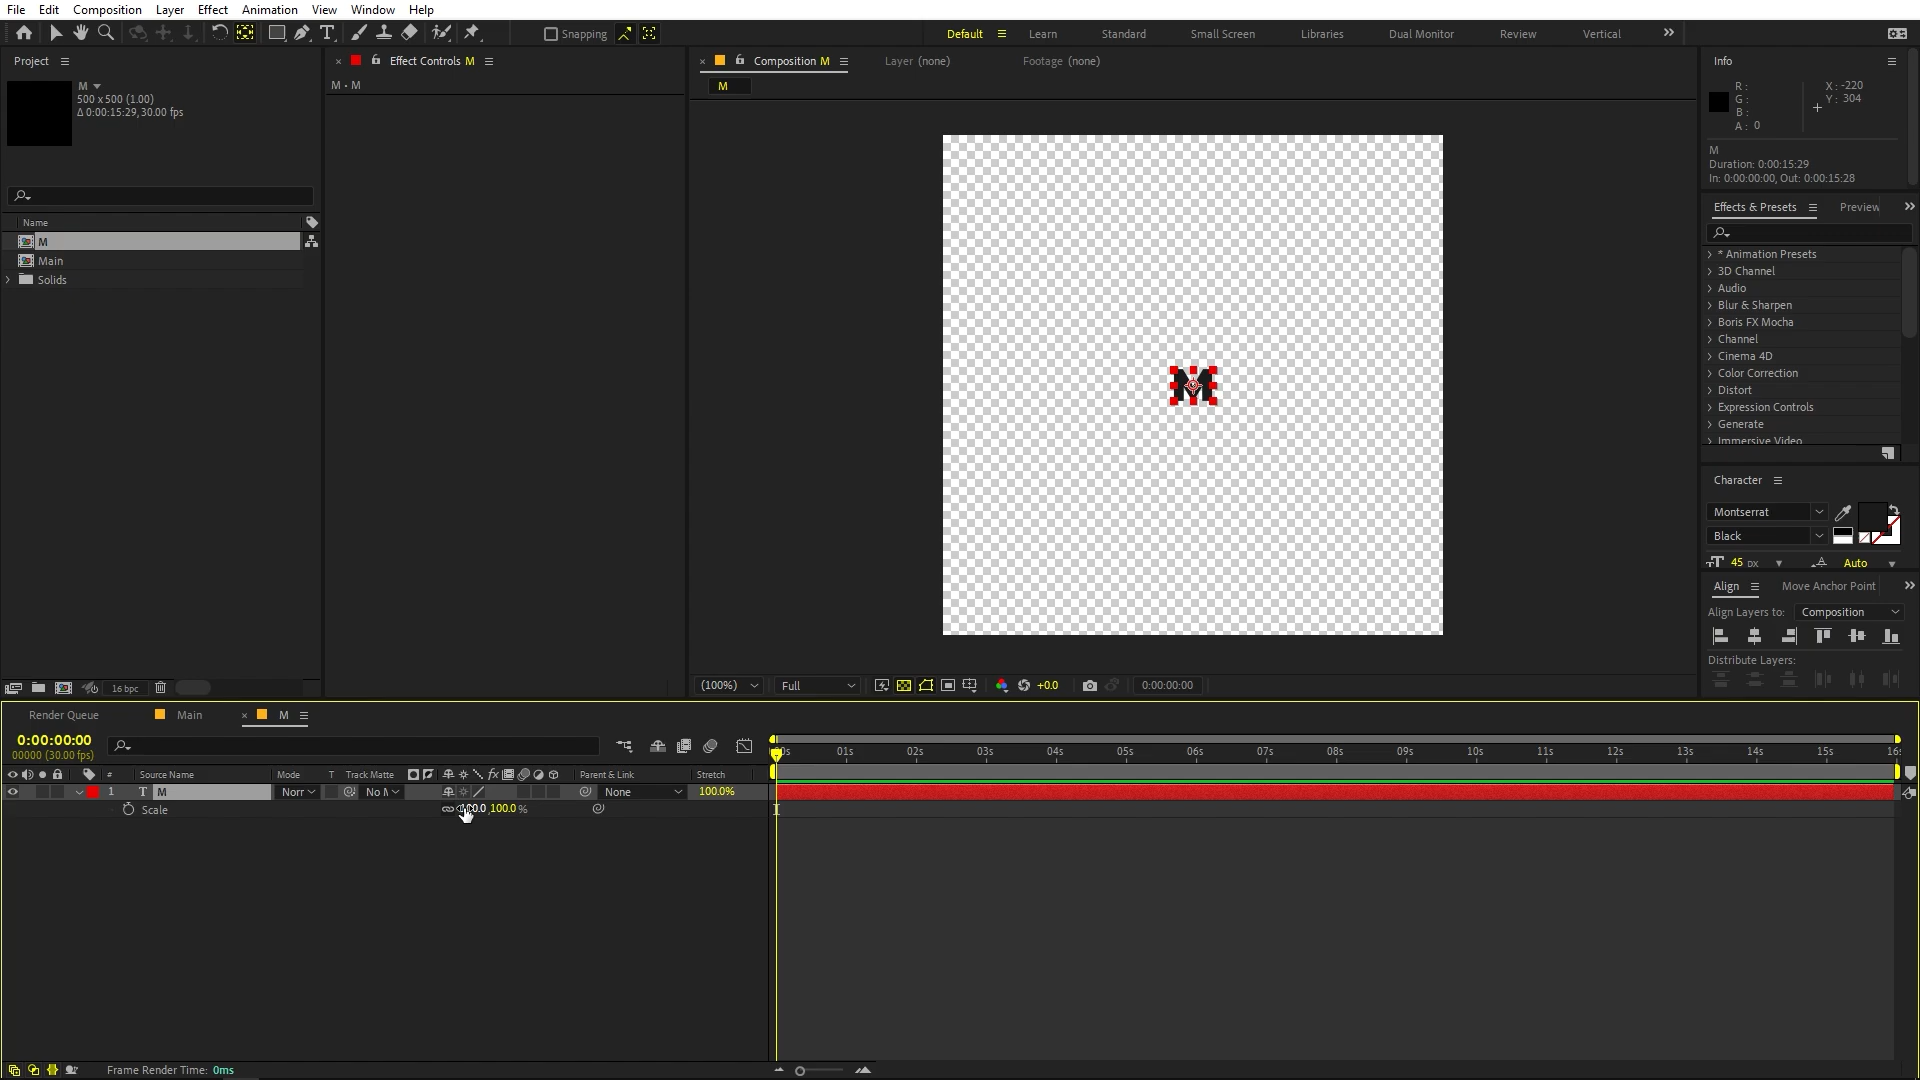 File Edit Composition Layer Effect Animation View Window Help
Snapping
Default Learn Standard Small Screen Libraries Dual Monitor Review Vertical
Project
M
500 x 500 (1.00)
Δ 0:00:15:29, 30.00 fps
Name
M
Main
Solids
16 bpc
Effect Controls M
M • M
Composition M
Layer (none)
Footage (none)
M
M
(100%)
Full
+0.0
0:00:00:00
Info
R :
G :
B :
A : 0
X : -220
Y : 304
M
Duration: 0:00:15:29
In: 0:00:00:00, Out: 0:00:15:28
Effects & Presets
Preview
* Animation Presets
3D Channel
Audio
Blur & Sharpen
Boris FX Mocha
Channel
Cinema 4D
Color Correction
Distort
Expression Controls
Generate
Immersive Video
Character
Montserrat
Black
45 px
Auto
Align
Move Anchor Point
Align Layers to: Composition
Distribute Layers:
Render Queue
Main
M
0:00:00:00
00000 (30.00 fps)
# Source Name Mode T Track Matte fx Parent & Link Stretch
1 T M Norr No M None 100.0%
Scale 100.0, 100.0 %
01s 02s 03s 04s 05s 06s 07s 08s 09s 10s 11s 12s 13s 14s 15s 16s
Frame Render Time: 0ms